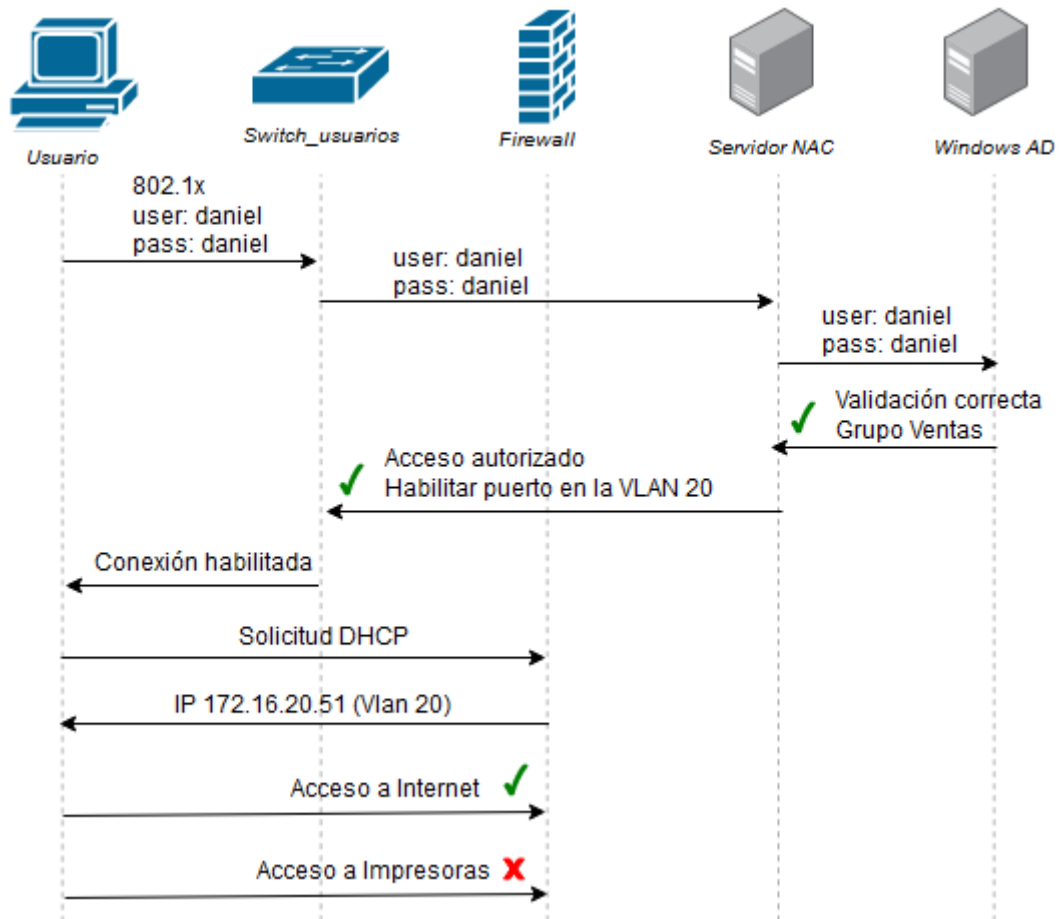 Usuario
Switch_usuarios
Firewall
Servidor NAC
Windows AD
802.1x
user: daniel
pass: daniel
user: daniel
pass: daniel
user: daniel
pass: daniel
Validación correcta
Grupo Ventas
Acceso autorizado
Habilitar puerto en la VLAN 20
Conexión habilitada
Solicitud DHCP
IP 172.16.20.51 (Vlan 20)
Acceso a Internet
Acceso a Impresoras